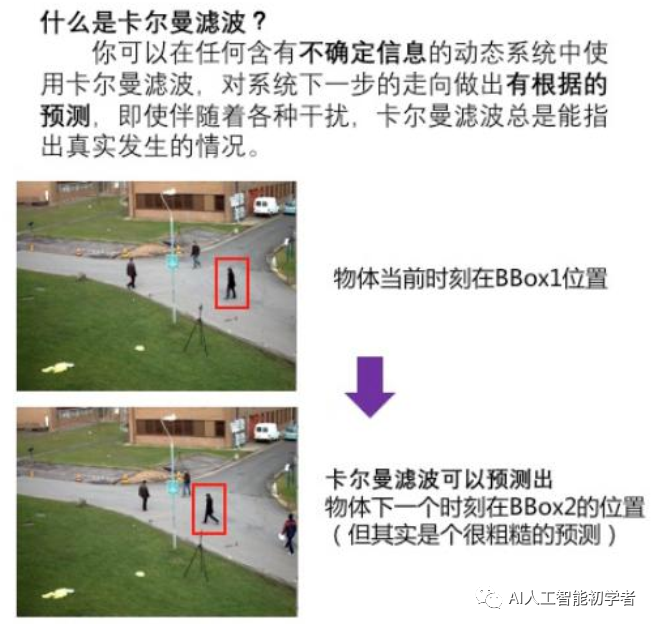 什么是卡尔曼滤波？
你可以在任何含有不确定信息的动态系统中使
用卡尔曼滤波，对系统下一步的走向做出有根据的
预测，即使伴随着各种干扰，卡尔曼滤波总是能指
出真实发生的情况。
物体当前时刻在BBox1位置
卡尔曼滤波可以预测出
物体下一个时刻在BBox2的位置
（但其实是个很粗糙的预测）
AI人工智能初学者